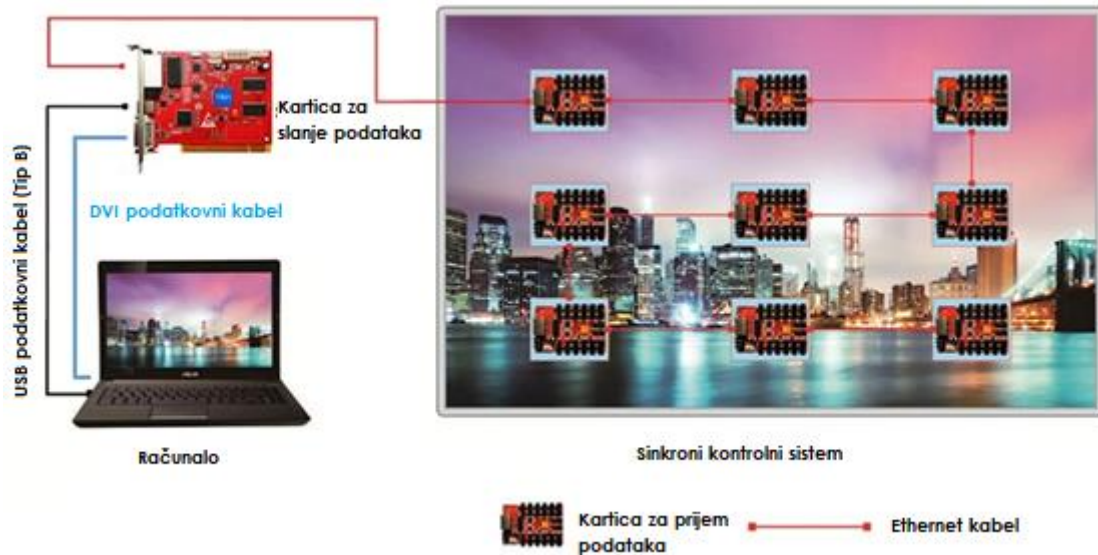 Kartica za
slanje podataka
USB podatkovni kabel (Tip B)
DVI podatkovni kabel
Računalo
Sinkroni kontrolni sistem
Kartica za prijem
podataka
Ethernet kabel